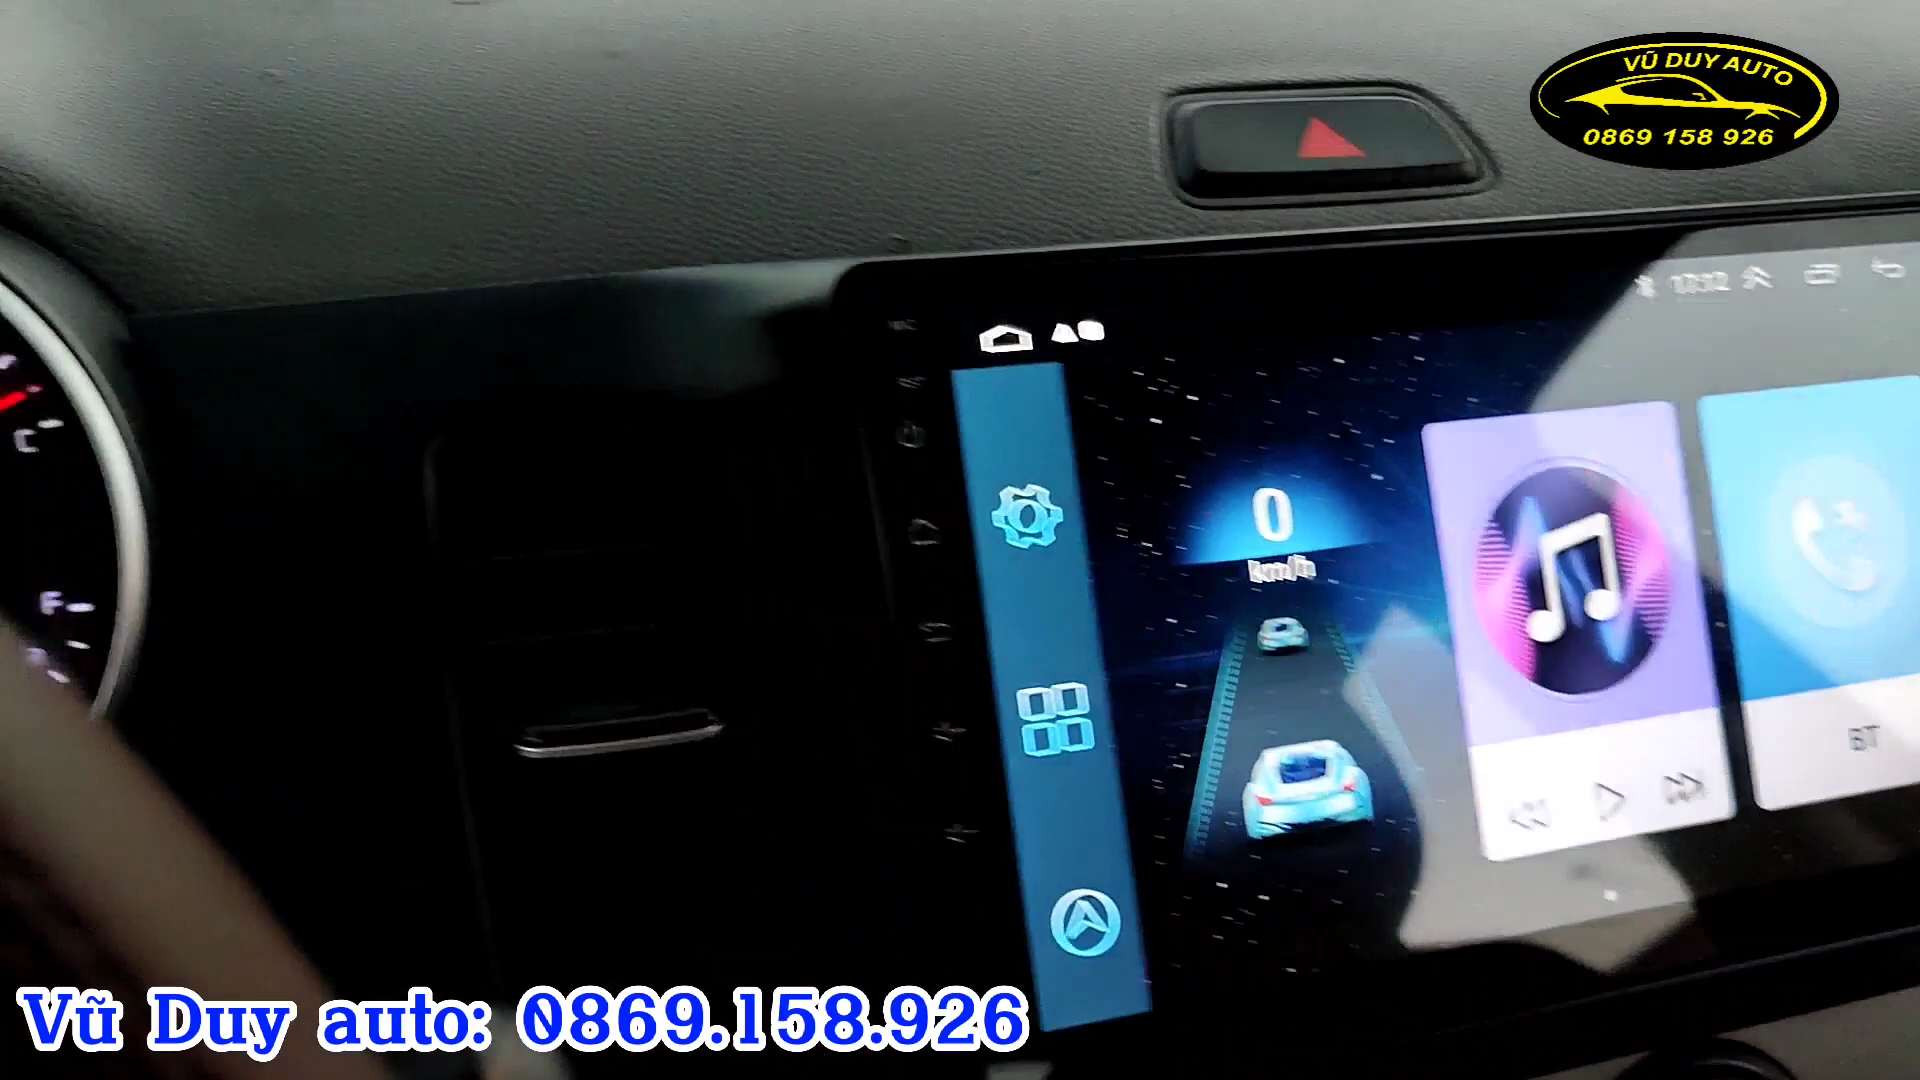 VŨ DUY AUTO
0869 158 926
C
0
km/h
F
BT
Vũ Duy auto: 0869.158.926